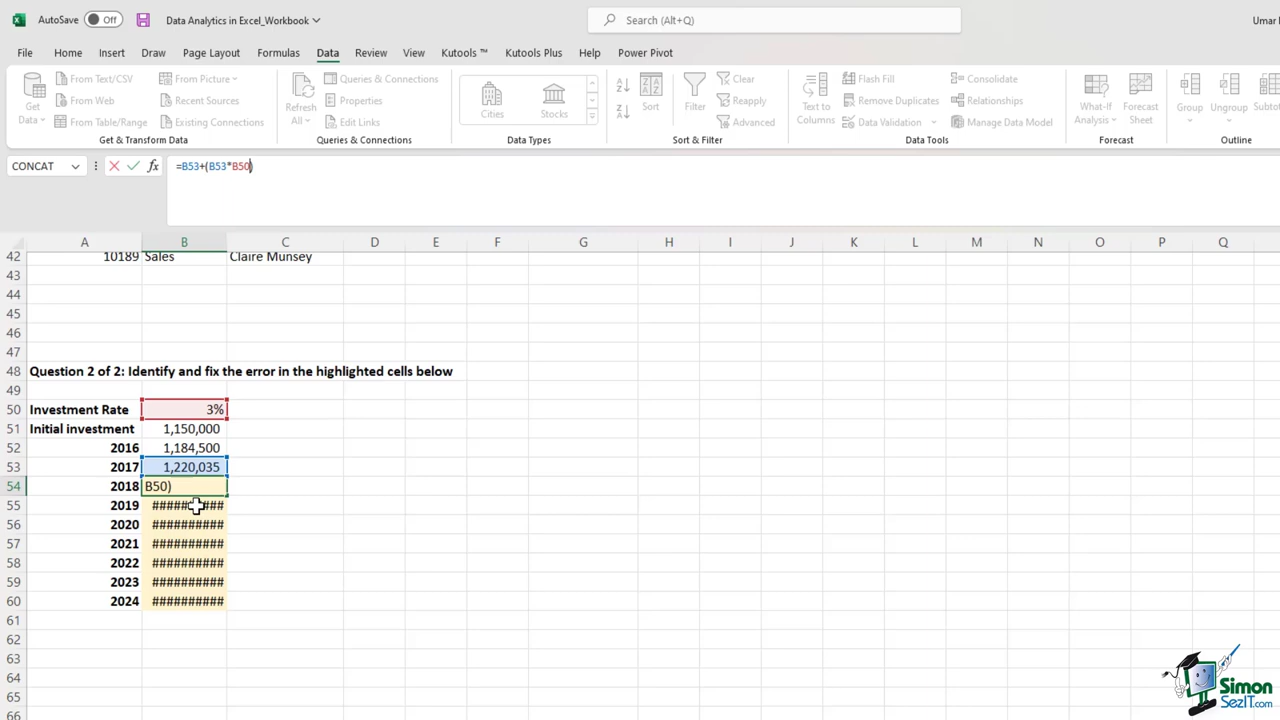 AutoSave Off Data Analytics in Excel_Workbook Search (Alt+Q) Umar
File Home Insert Draw Page Layout Formulas Data Review View Kutools ™ Kutools Plus Help Power Pivot
Get Data
From Text/CSV
From Web
From Table/Range
From Picture
Recent Sources
Existing Connections
Get & Transform Data
Refresh All
Queries & Connections
Properties
Edit Links
Queries & Connections
Cities
Stocks
Data Types
Sort
Filter
Clear
Reapply
Advanced
Sort & Filter
Text to Columns
Flash Fill
Remove Duplicates
Data Validation
Consolidate
Relationships
Manage Data Model
Data Tools
What-If Analysis
Forecast Sheet
Forecast
Group
Ungroup
Subtot
Outline
CONCAT fx =B53+(B53*B50)
A B C D E F G H I J K L M N O P Q
42 10189 Sales Claire Munsey
43
44
45
46
47
48 Question 2 of 2: Identify and fix the error in the highlighted cells below
49
50 Investment Rate 3%
51 Initial investment 1,150,000
52 2016 1,184,500
53 2017 1,220,035
54 2018 B50)
55 2019 ##########
56 2020 ##########
57 2021 ##########
58 2022 ##########
59 2023 ##########
60 2024 ##########
61
62
63
64
65
66
Simon
SezIT.com